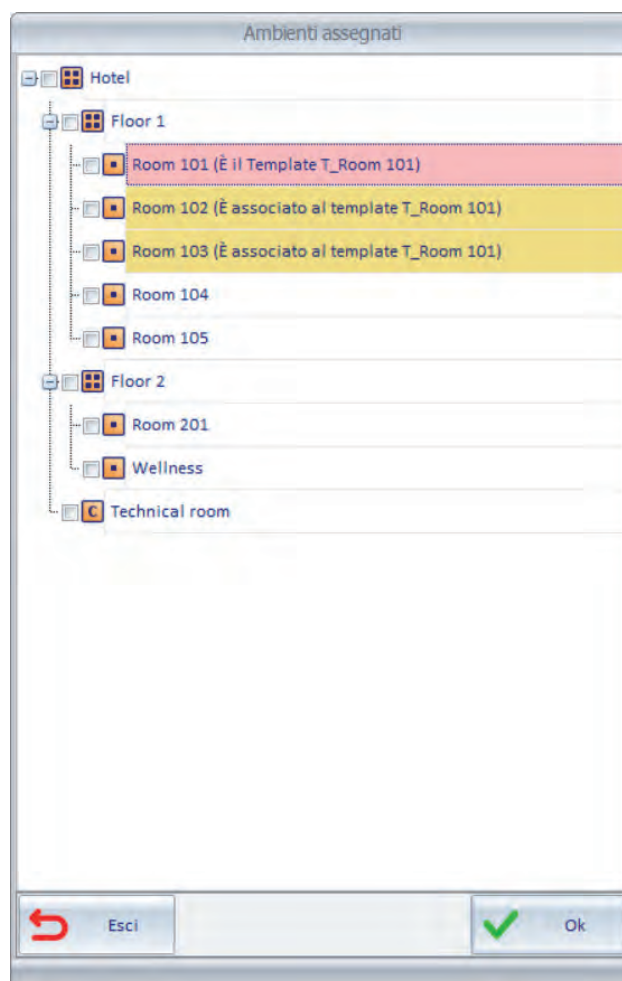 Ambienti assegnati
Hotel
Floor 1
Room 101 (È il Template T_Room 101)
Room 102 (È associato al template T_Room 101)
Room 103 (È associato al template T_Room 101)
Room 104
Room 105
Floor 2
Room 201
Wellness
C Technical room
Esci Ok